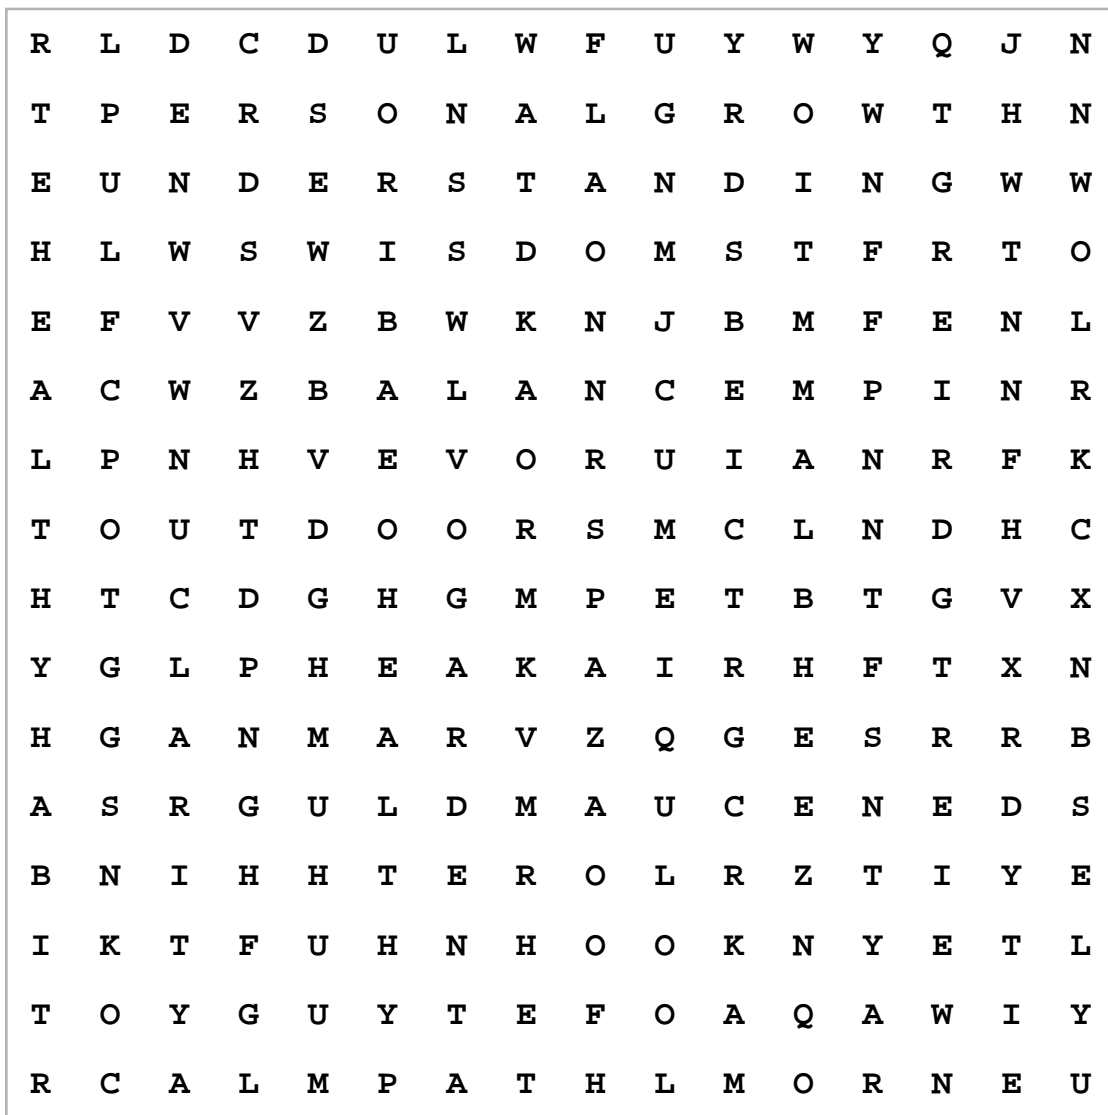 R L D C D U L W F U Y W Y Q J N
T P E R S O N A L G R O W T H N
E U N D E R S T A N D I N G W W
H L W S W I S D O M S T F R T O
E F V V Z B W K N J B M F E N L
A C W Z B A L A N C E M P I N R
L P N H V E V O R U I A N R F K
T O U T D O O R S M C L N D H C
H T C D G H G M P E T B T G V X
Y G L P H E A K A I R H F T X N
H G A N M A R V Z Q G E S R R B
A S R G U L D M A U C E N E D S
B N I H H T E R O L R Z T I Y E
I K T F U H N H O O K N Y E T L
T O Y G U Y T E F O A Q A W I Y
R C A L M P A T H L M O R N E U